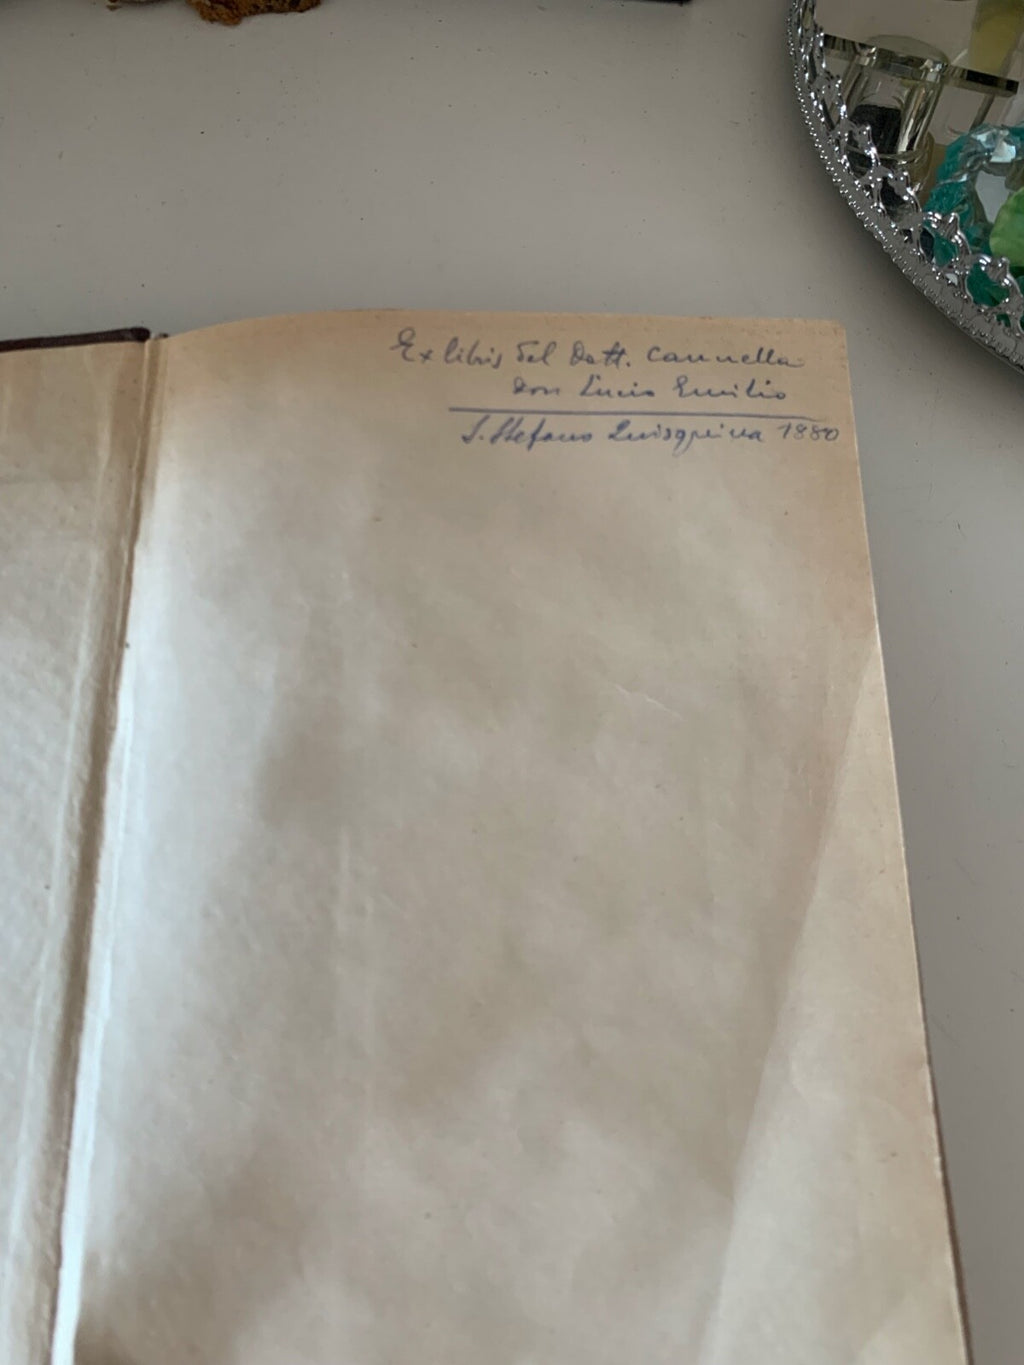 Ex libris del Dott. Cannella
Don Lucio Emilio
S. Stefano Quisquina 1880